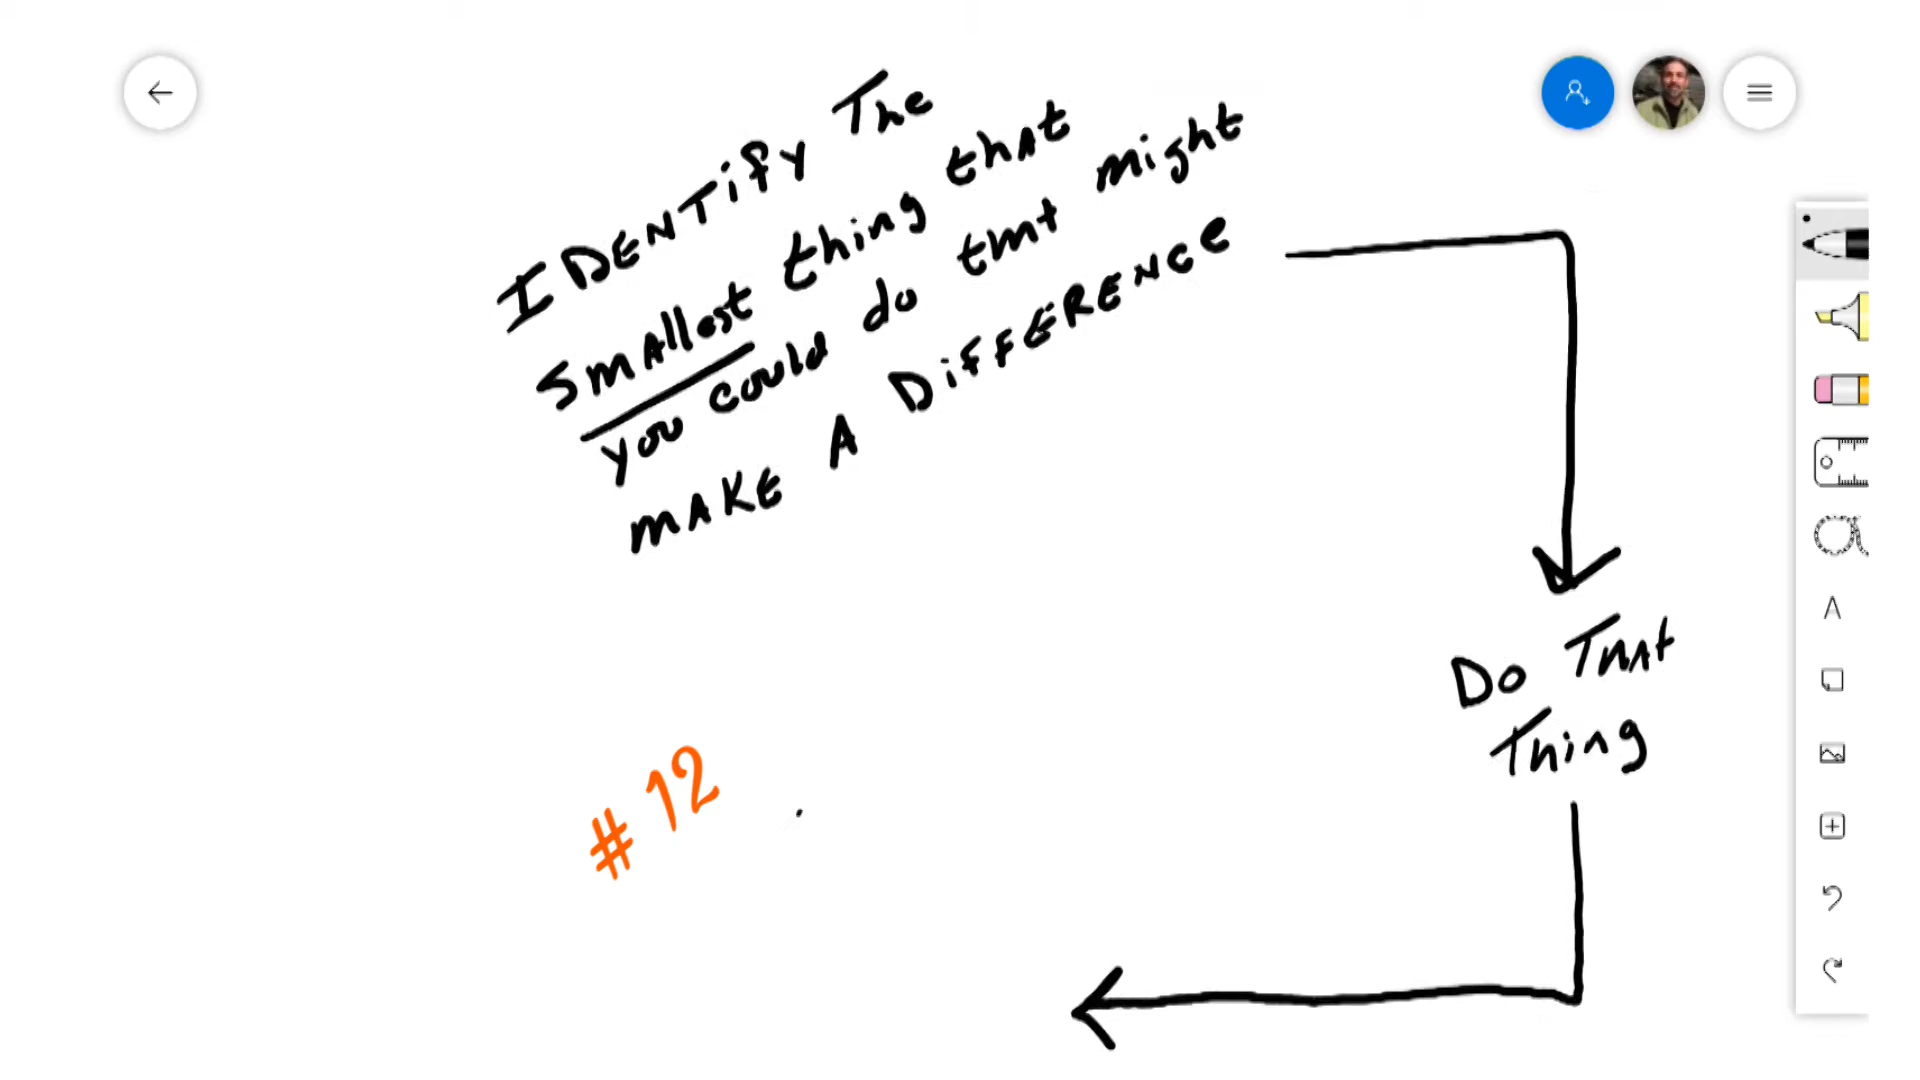 IDENTify The
SmAllest thing thAt
you could do that might
mAKE A DiffERENCe
Do ThAt
Thing
# 12
A